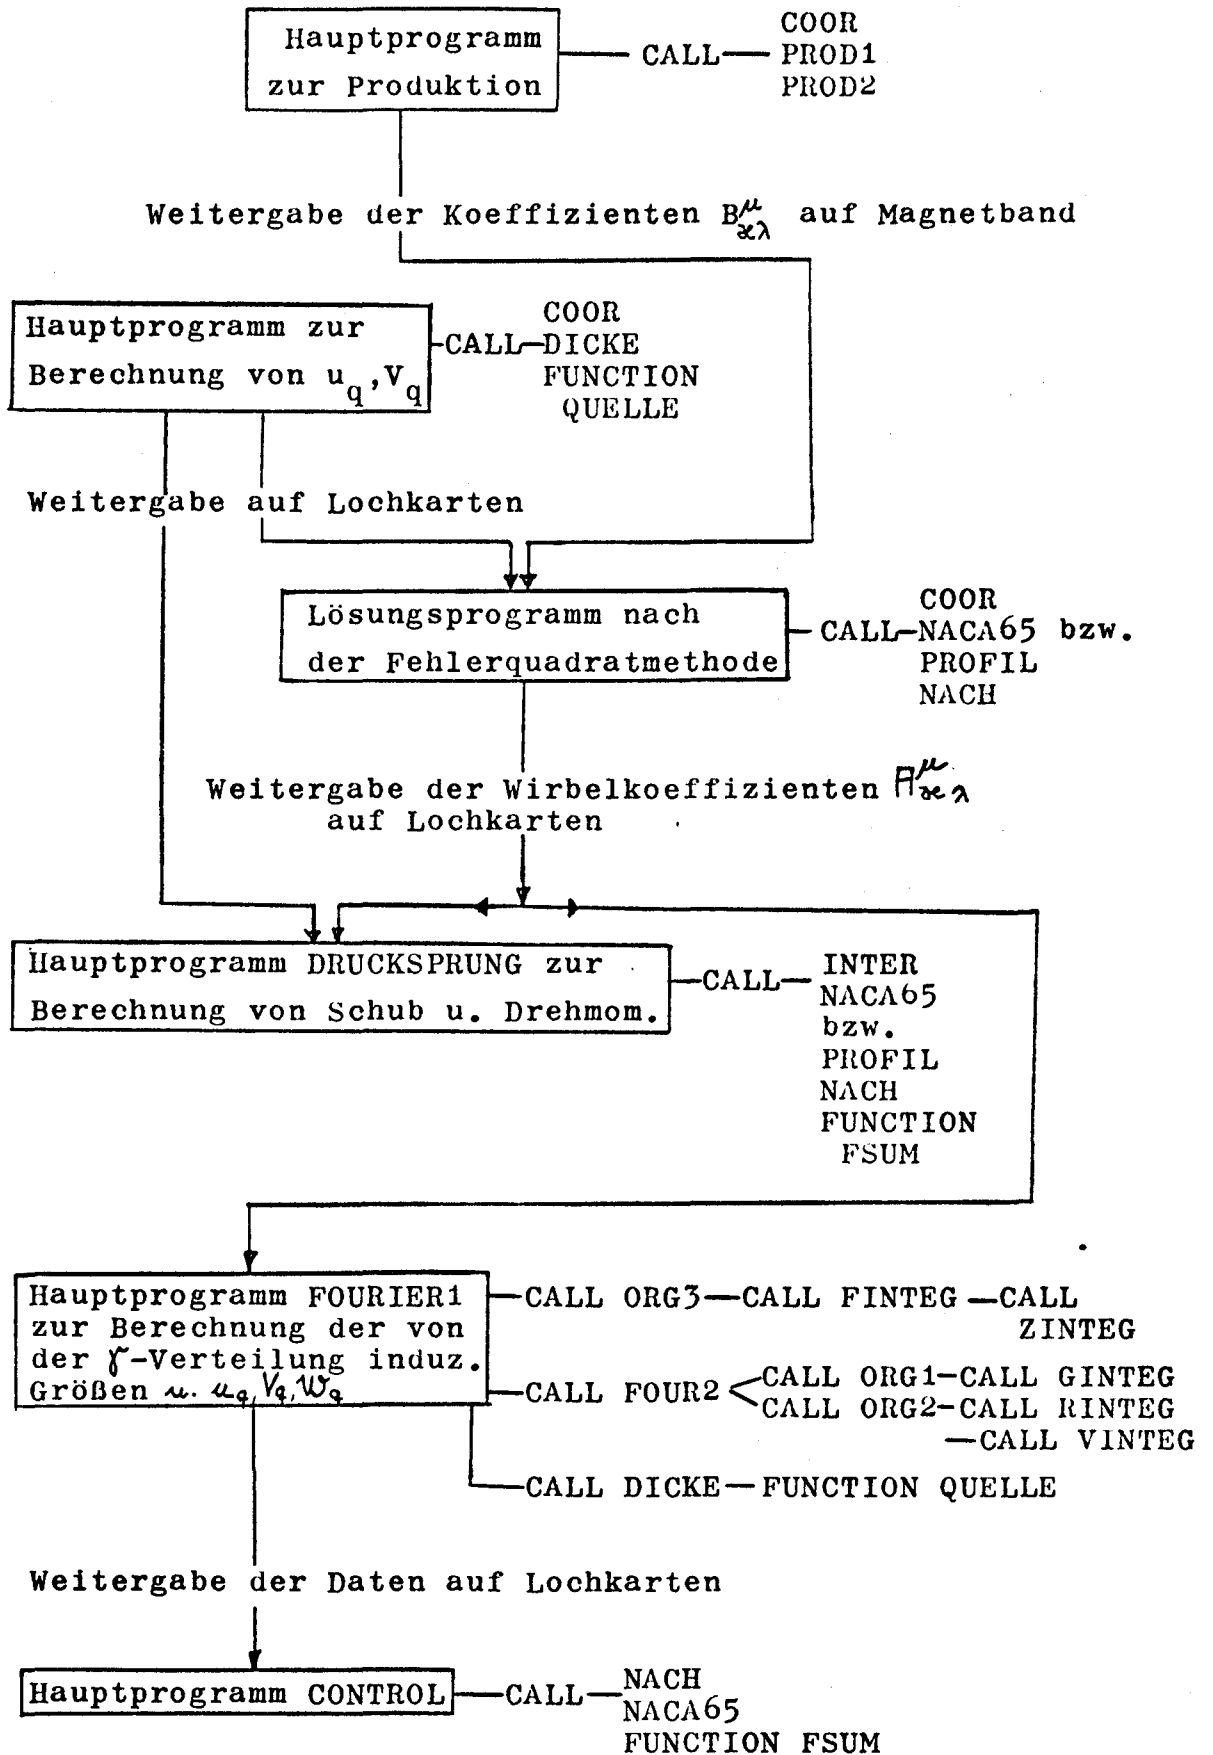 Hauptprogramm
zur Produktion
CALL
COOR
PROD1
PROD2
Weitergabe der Koeffizienten B^μ_ϰλ auf Magnetband
Hauptprogramm zur
Berechnung von u_q,V_q
CALL
COOR
DICKE
FUNCTION
QUELLE
Weitergabe auf Lochkarten
Lösungsprogramm nach
der Fehlerquadratmethode
CALL
COOR
NACA65 bzw.
PROFIL
NACH
Weitergabe der Wirbelkoeffizienten A^μ_ϰλ
auf Lochkarten
Hauptprogramm DRUCKSPRUNG zur
Berechnung von Schub u. Drehmom.
CALL
INTER
NACA65
bzw.
PROFIL
NACH
FUNCTION
FSUM
Hauptprogramm FOURIER1
zur Berechnung der von
der γ-Verteilung induz.
Größen u. u_q,V_q,W_q
CALL ORG3 CALL FINTEG CALL
ZINTEG
CALL FOUR2
CALL ORG1-CALL GINTEG
CALL ORG2-CALL RINTEG
CALL VINTEG
CALL DICKE FUNCTION QUELLE
Weitergabe der Daten auf Lochkarten
Hauptprogramm CONTROL
CALL
NACH
NACA65
FUNCTION FSUM